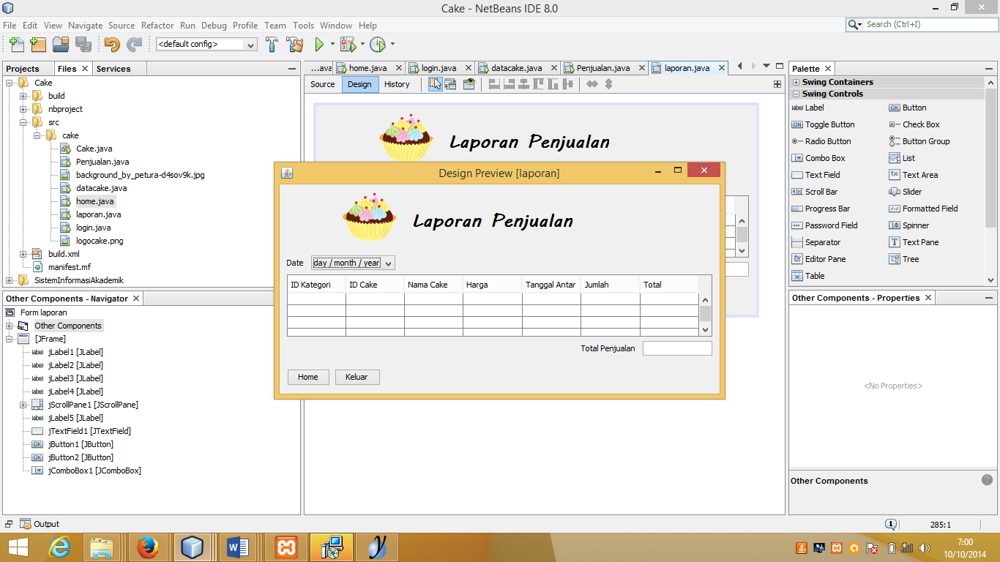 Cake - NetBeans IDE 8.0
File Edit View Navigate Source Refactor Run Debug Profile Team Tools Window Help
Search (Ctrl+I)
<default config>
Projects Files Services
Cake
build
nbproject
src
cake
Cake.java
Penjualan.java
background_by_petura-d4sov9k.jpg
datacake.java
home.java
laporan.java
login.java
logocake.png
build.xml
manifest.mf
SistemInformasiAkademik
Other Components - Navigator
Form laporan
Other Components
[JFrame]
jLabel1 [JLabel]
jLabel2 [JLabel]
jLabel3 [JLabel]
jLabel4 [JLabel]
jScrollPane1 [JScrollPane]
jLabel5 [JLabel]
jTextField1 [JTextField]
jButton1 [JButton]
jButton2 [JButton]
jComboBox1 [JComboBox]
...ava home.java login.java datacake.java Penjualan.java laporan.java
Source Design History
Laporan Penjualan
Design Preview [laporan]
Laporan Penjualan
Date day / month / year
ID Kategori ID Cake Nama Cake Harga Tanggal Antar Jumlah Total
Total Penjualan
Home Keluar
Palette
Swing Containers
Swing Controls
label Label OK Button
ON Toggle Button Check Box
Radio Button Button Group
Combo Box List
Text Field tx Text Area
Scroll Bar Slider
Progress Bar Formatted Field
Password Field Spinner
Separator T Text Pane
Editor Pane Tree
Table
Other Components - Properties
<No Properties>
Other Components
Output
1 285:1
7:00
10/10/2014